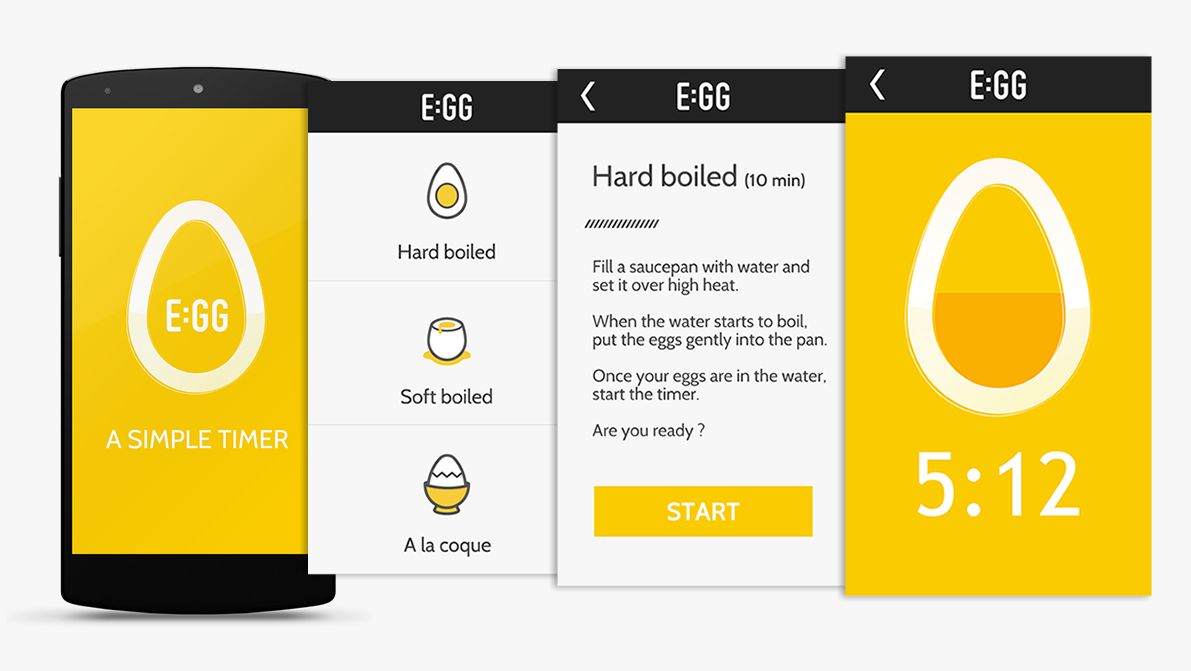 E:GG
A SIMPLE TIMER
E:GG
Hard boiled
Soft boiled
A la coque
E:GG
Hard boiled (10 min)
Fill a saucepan with water and
set it over high heat.
When the water starts to boil,
put the eggs gently into the pan.
Once your eggs are in the water,
start the timer.
Are you ready ?
START
E:GG
5:12